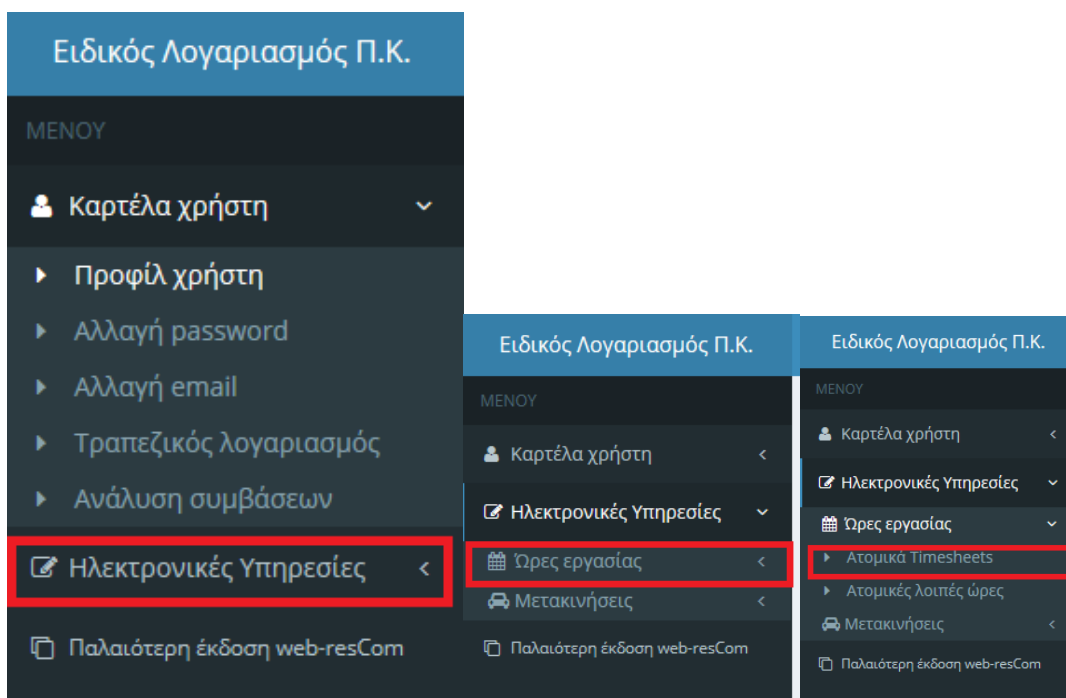 Ειδικός Λογαριασμός Π.Κ.
ΜΕΝΟΥ
Καρτέλα χρήστη
Προφίλ χρήστη
Αλλαγή password
Αλλαγή email
Τραπεζικός λογαριασμός
Ανάλυση συμβάσεων
Ηλεκτρονικές Υπηρεσίες
Παλαιότερη έκδοση web-resCom
Ειδικός Λογαριασμός Π.Κ.
ΜΕΝΟΥ
Καρτέλα χρήστη
Ηλεκτρονικές Υπηρεσίες
Ώρες εργασίας
Μετακινήσεις
Παλαιότερη έκδοση web-resCom
Ειδικός Λογαριασμός Π.Κ.
ΜΕΝΟΥ
Καρτέλα χρήστη
Ηλεκτρονικές Υπηρεσίες
Ώρες εργασίας
Ατομικά Timesheets
Ατομικές λοιπές ώρες
Μετακινήσεις
Παλαιότερη έκδοση web-resCom